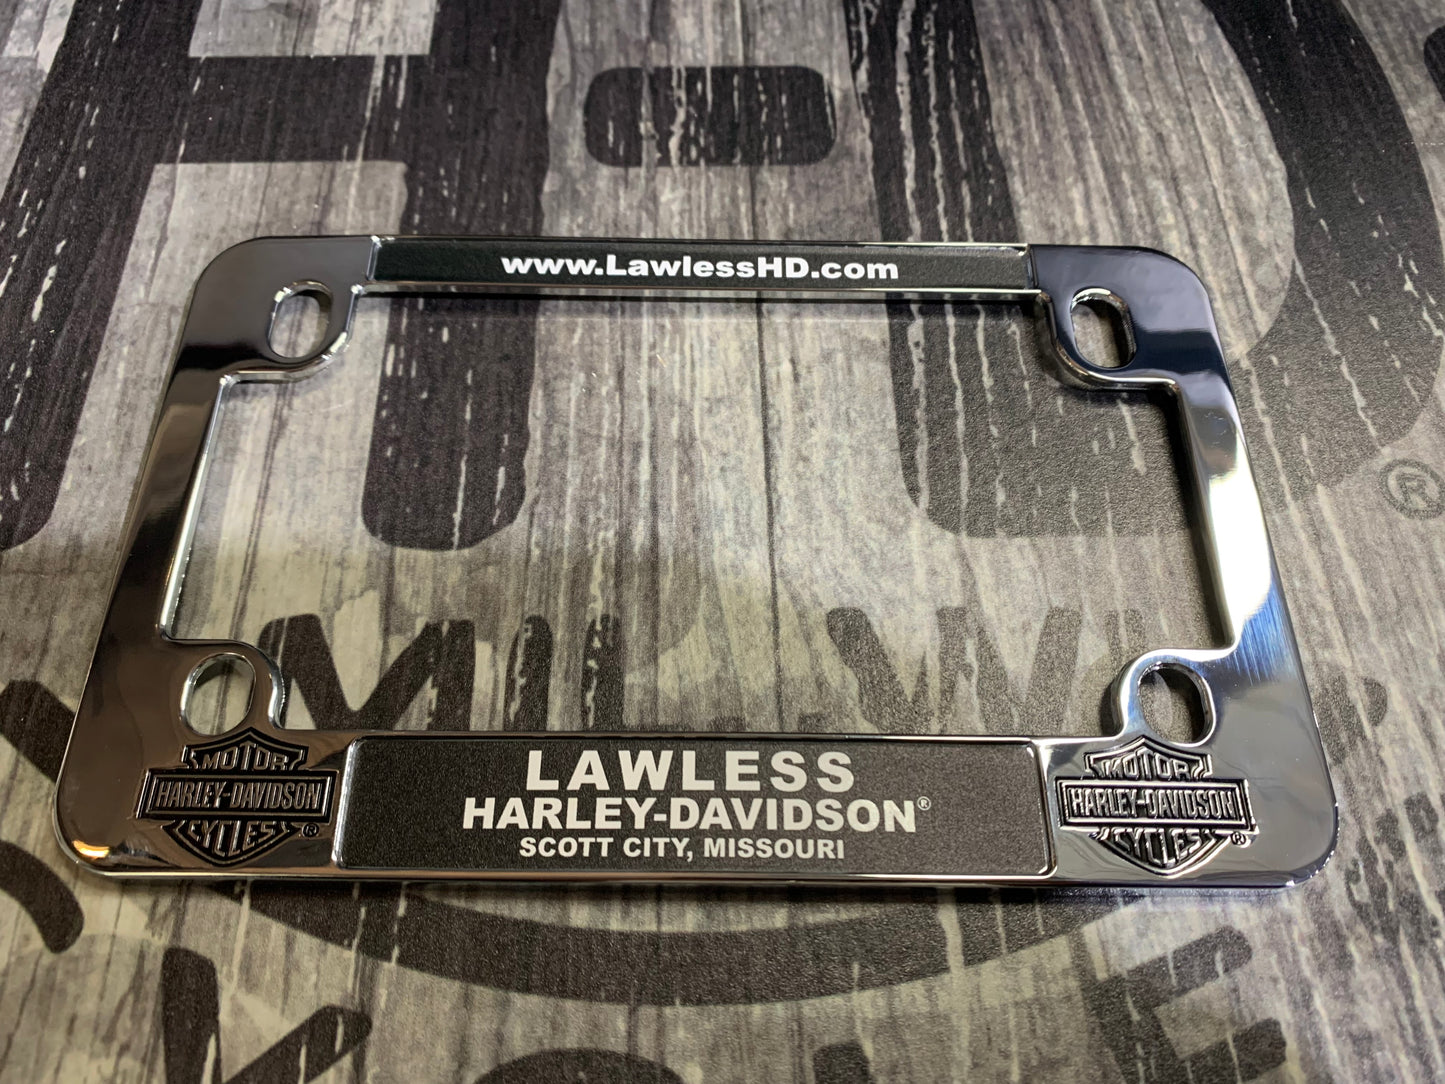 H-D
®
www.LawlessHD.com
MOTOR
HARLEY-DAVIDSON
CYCLES ®
LAWLESS
HARLEY-DAVIDSON®
SCOTT CITY, MISSOURI
MOTOR
HARLEY-DAVIDSON
CYCLES ®